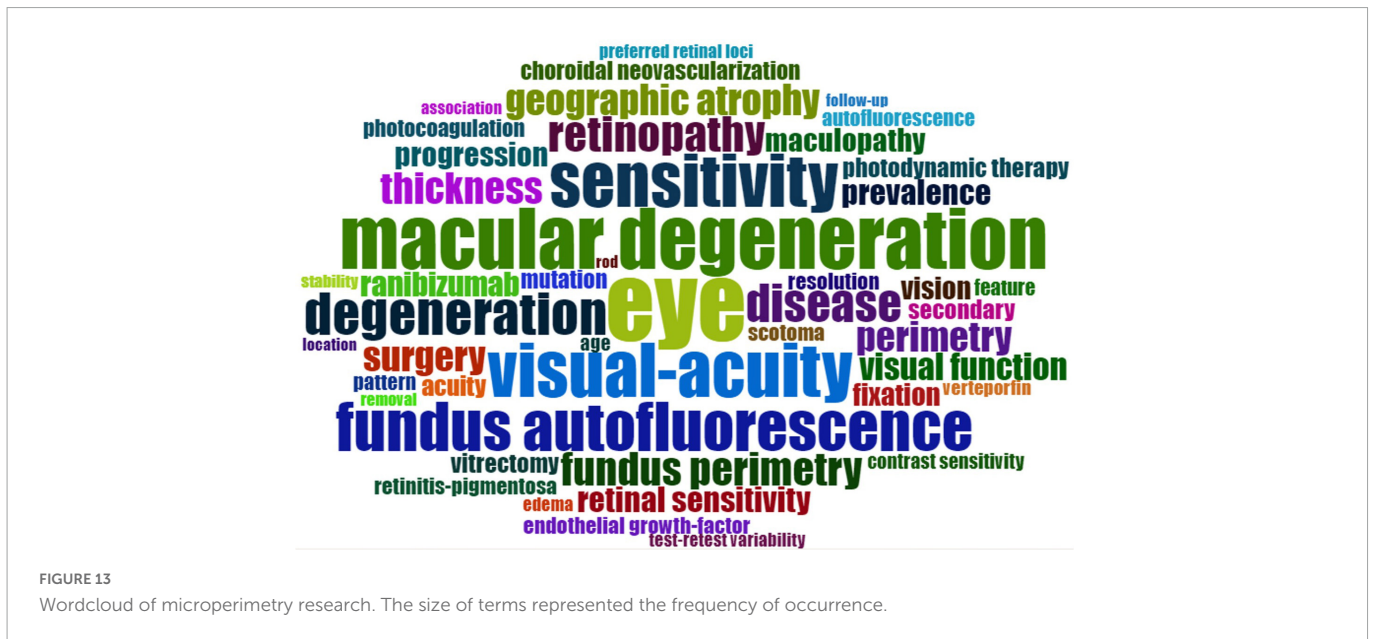 preferred retinal loci
choroidal neovascularization
association geographic atrophy follow-up
autofluorescence
photocoagulation retinopathy maculopathy
progression photodynamic therapy
thickness sensitivity prevalence
macular degeneration
rod
stability ranibizumab mutation eye resolution vision feature
degeneration disease secondary
location age scotoma perimetry
surgery visual-acuity visual function
pattern acuity fixation verteporfin
removal
fundus autofluorescence
vitrectomy fundus perimetry contrast sensitivity
retinitis-pigmentosa
edema retinal sensitivity
endothelial growth-factor
test-retest variability
FIGURE 13
Wordcloud of microperimetry research. The size of terms represented the frequency of occurrence.